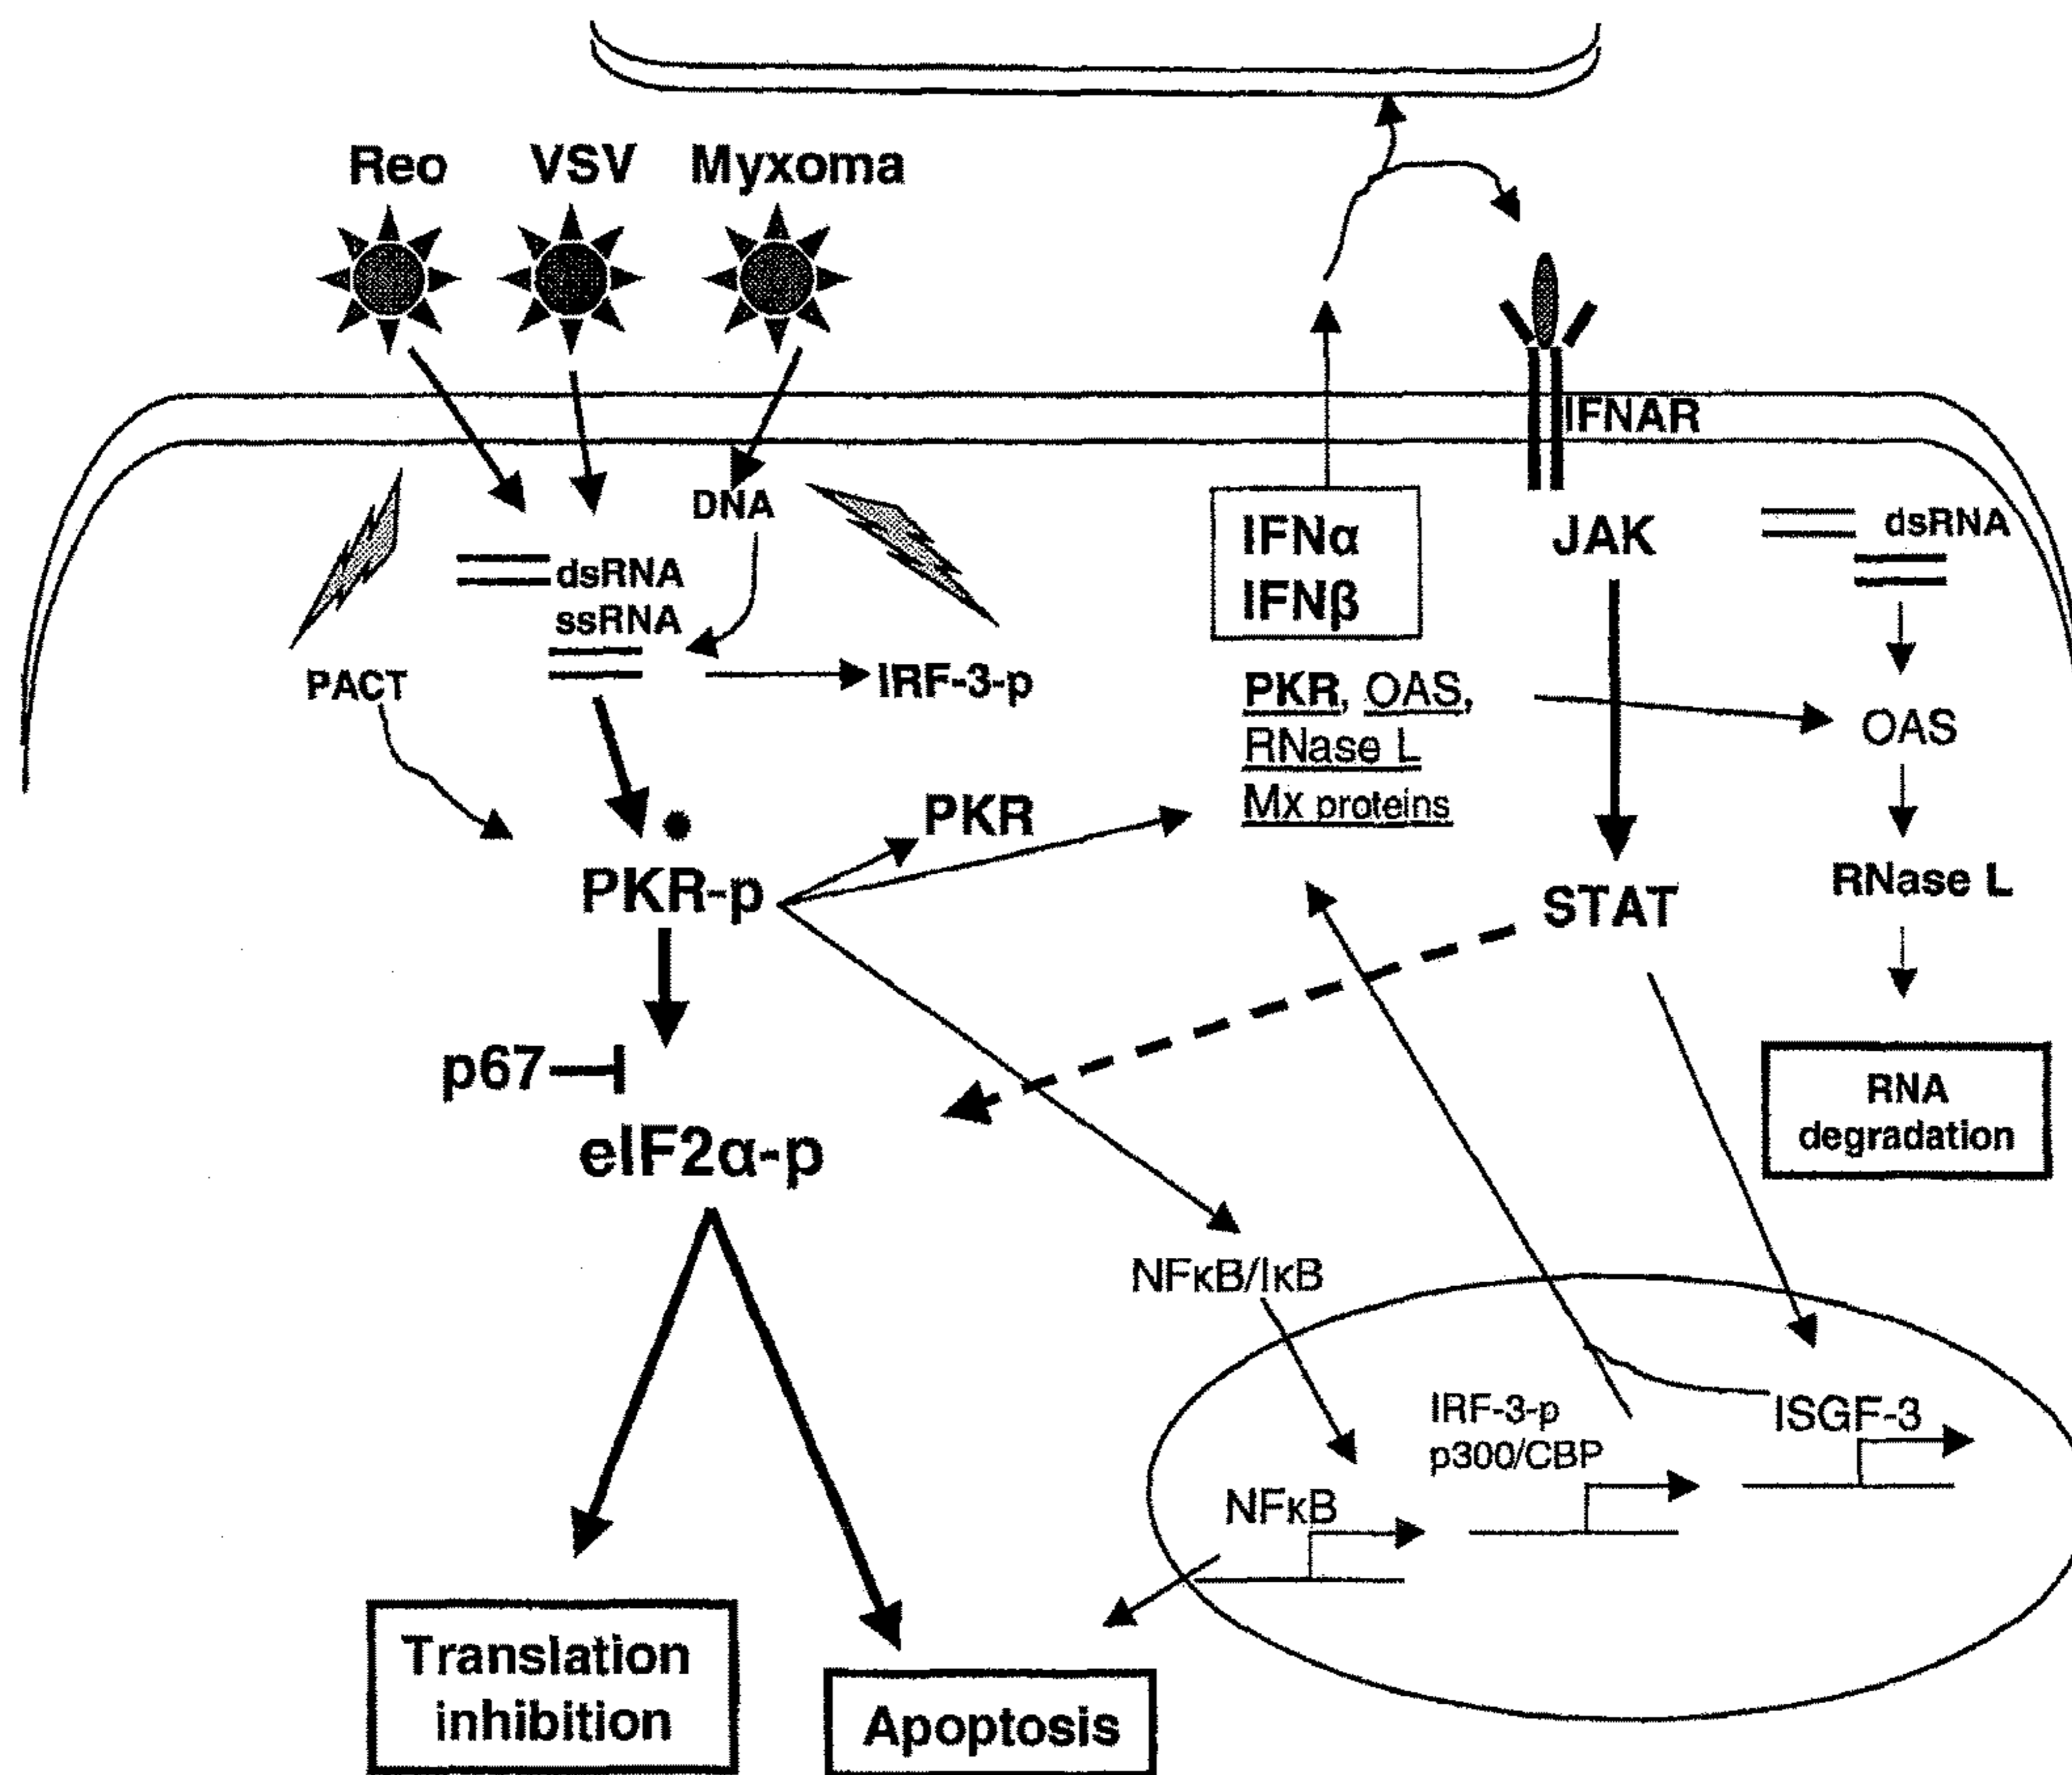 Reo
VSV
Myxoma
IFNAR
DNA
dsRNA
ssRNA
PACT
IRF-3-p
IFNα
IFNβ
JAK
dsRNA
PKR, OAS,
RNase L
Mx proteins
OAS
PKR
PKR-p
STAT
RNase L
p67
eIF2α-p
RNA
degradation
NFκB/IκB
IRF-3-p
p300/CBP
ISGF-3
NFκB
Translation
inhibition
Apoptosis